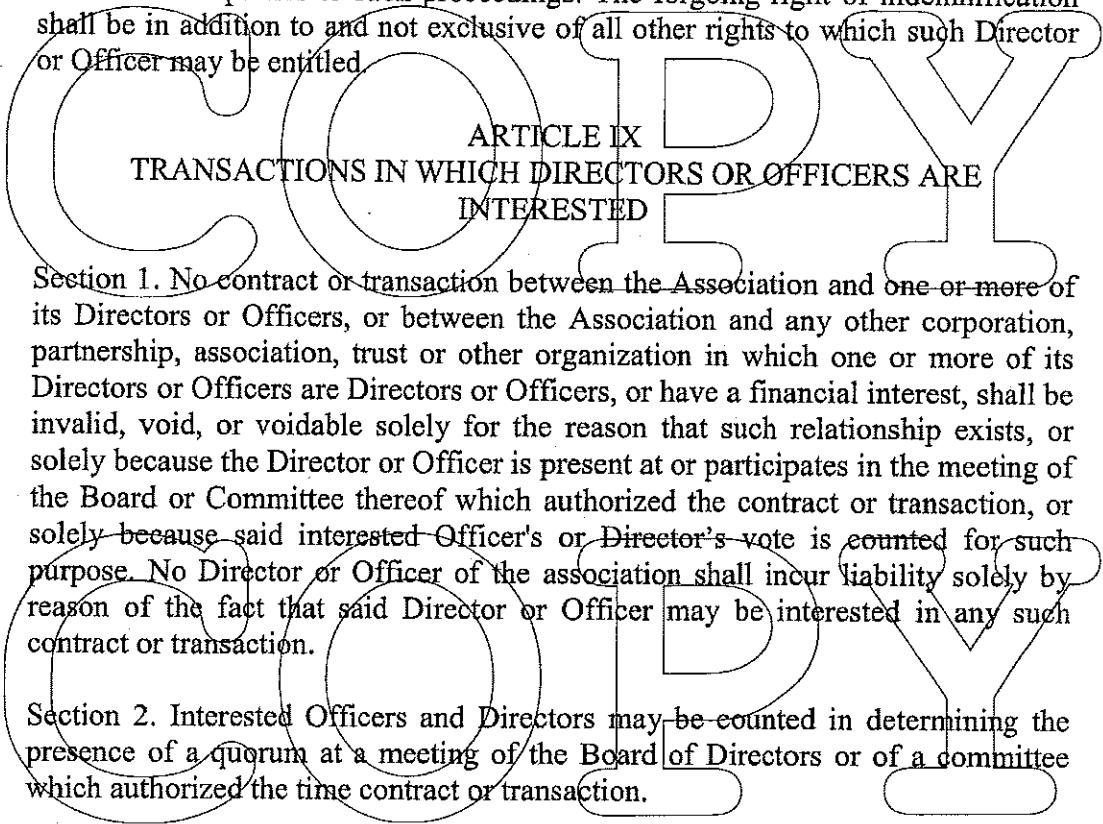 such proceedings. The forgoing right of indemnification
shall be in addition to and not exclusive of all other rights to which such Director
or Officer may be entitled.
COPY
ARTICLE IX
TRANSACTIONS IN WHICH DIRECTORS OR OFFICERS ARE
INTERESTED
Section 1. No contract or transaction between the Association and one or more of
its Directors or Officers, or between the Association and any other corporation,
partnership, association, trust or other organization in which one or more of its
Directors or Officers are Directors or Officers, or have a financial interest, shall be
invalid, void, or voidable solely for the reason that such relationship exists, or
solely because the Director or Officer is present at or participates in the meeting of
the Board or Committee thereof which authorized the contract or transaction, or
solely because said interested Officer's or Director's vote is counted for such
purpose. No Director or Officer of the association shall incur liability solely by
reason of the fact that said Director or Officer may be interested in any such
contract or transaction.
COPY
Section 2. Interested Officers and Directors may be counted in determining the
presence of a quorum at a meeting of the Board of Directors or of a committee
which authorized the time contract or transaction.